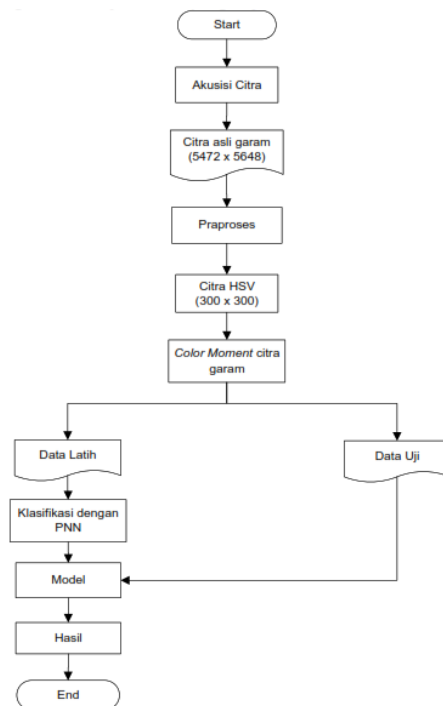 Start
Akusisi Citra
Citra asli garam
(5472 x 5648)
Praproses
Citra HSV
(300 x 300)
Color Moment citra
garam
Data Latih
Data Uji
Klasifikasi dengan
PNN
Model
Hasil
End